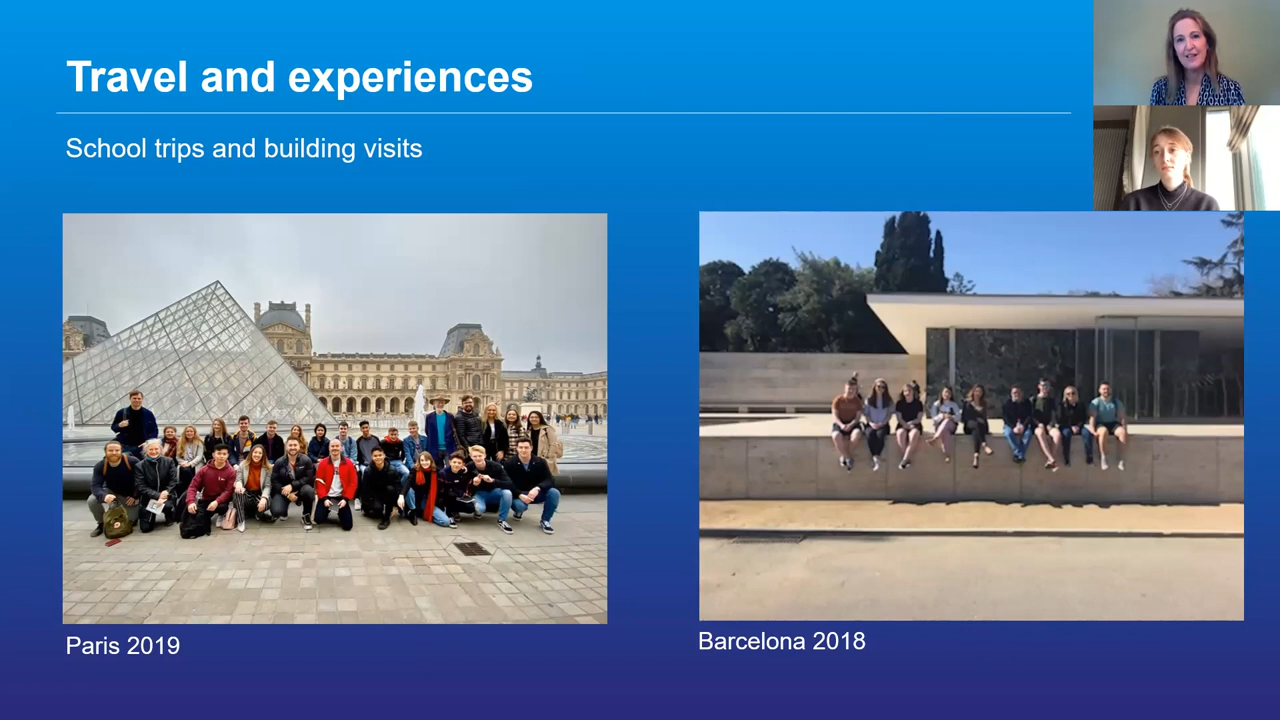 Travel and experiences
School trips and building visits
Paris 2019
Barcelona 2018